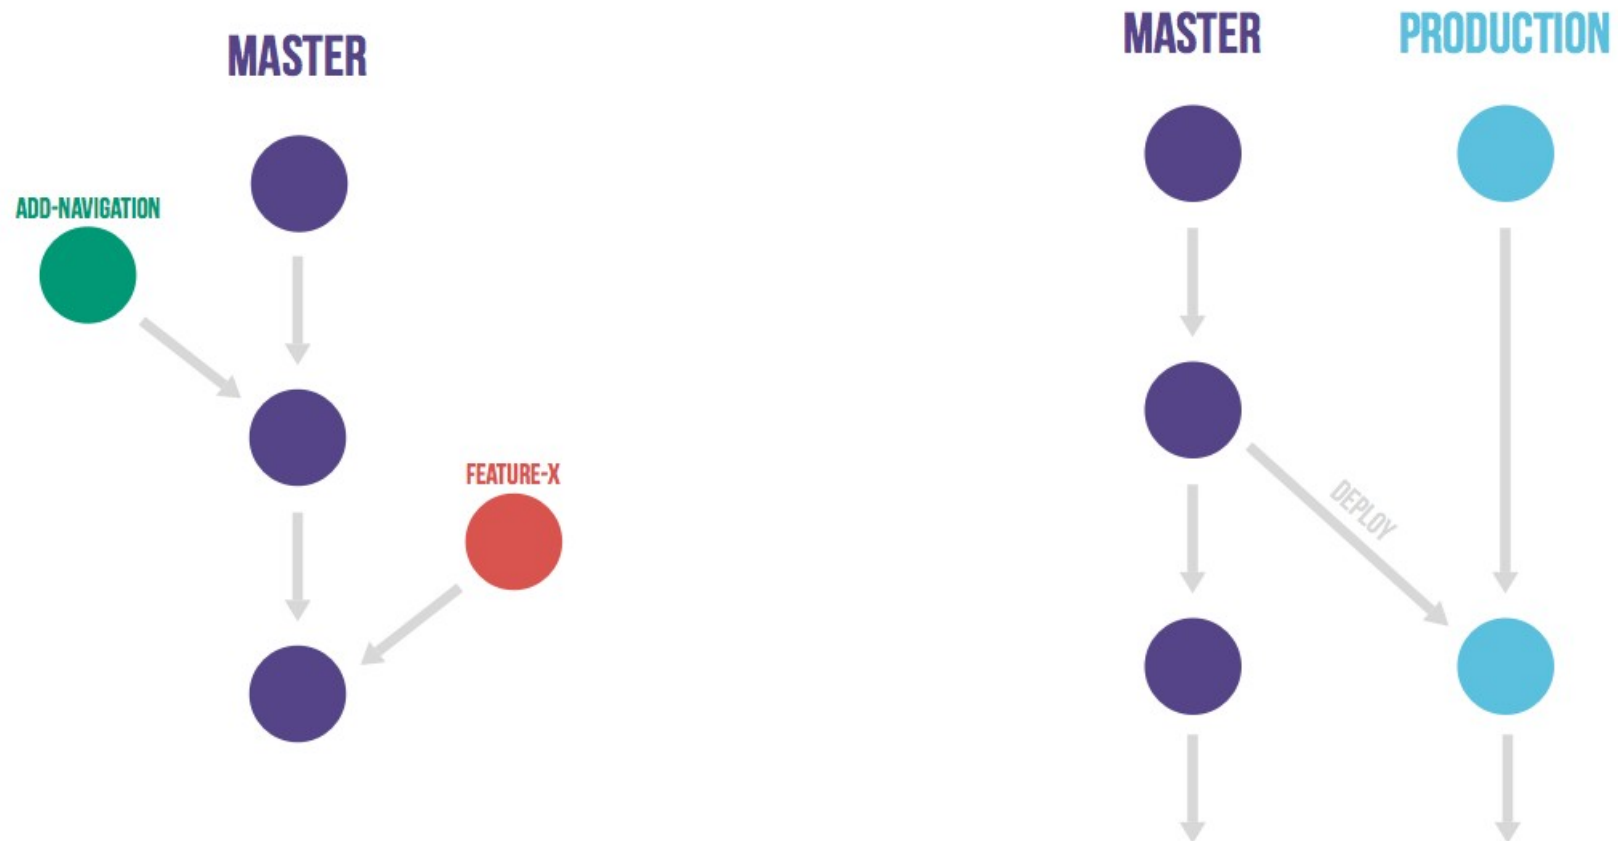 MASTER
ADD-NAVIGATION
FEATURE-X
MASTER
PRODUCTION
DEPLOY